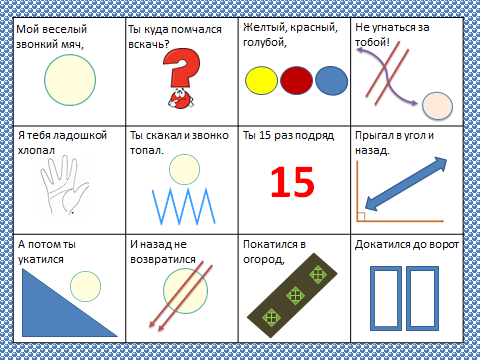 Мой веселый
звонкий мяч,
Ты куда помчался
вскачь?
Желтый, красный,
голубой,
Не угнаться за
тобой!
Я тебя ладошкой
хлопал
Ты скакал и звонко
топал.
Ты 15 раз подряд
15
Прыгал в угол и
назад.
А потом ты
укатился
И назад не
возвратился
Покатился в
огород,
Докатился до ворот